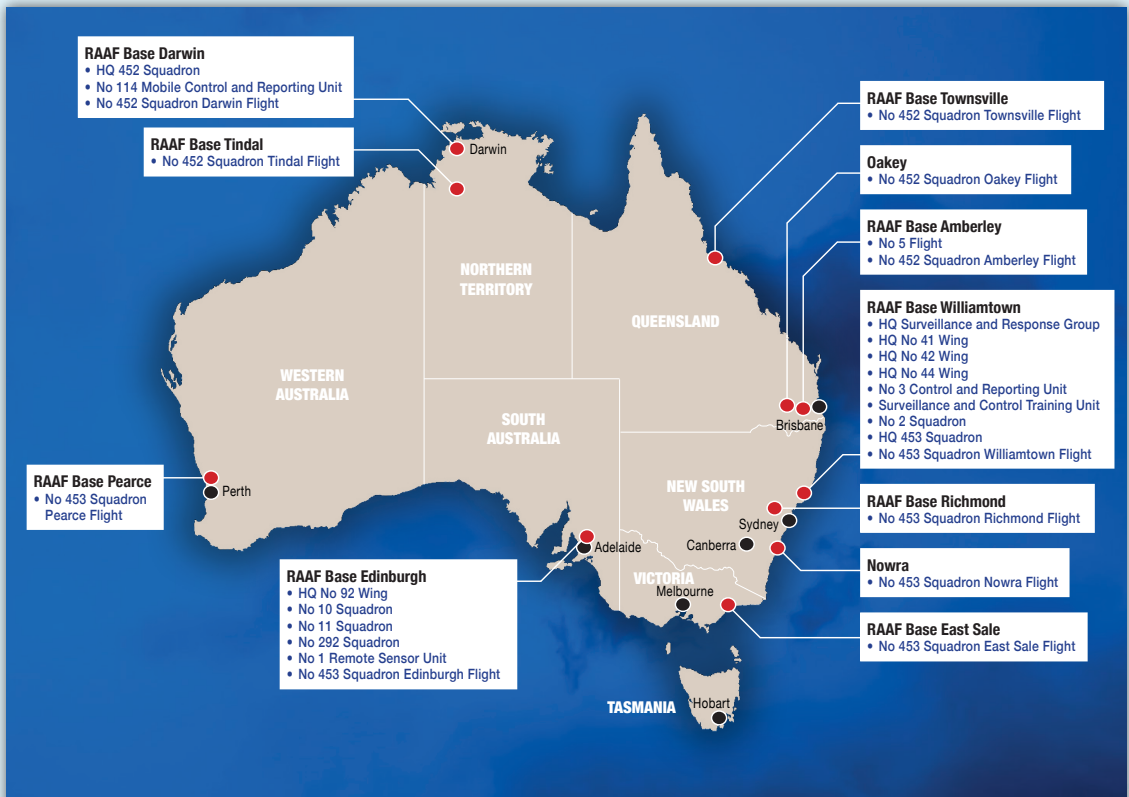 RAAF Base Darwin
• HQ 452 Squadron
• No 114 Mobile Control and Reporting Unit
• No 452 Squadron Darwin Flight
RAAF Base Tindal
• No 452 Squadron Tindal Flight
Darwin
RAAF Base Townsville
• No 452 Squadron Townsville Flight
Oakey
• No 452 Squadron Oakey Flight
RAAF Base Amberley
• No 5 Flight
• No 452 Squadron Amberley Flight
NORTHERN
TERRITORY
QUEENSLAND
WESTERN
AUSTRALIA
SOUTH
AUSTRALIA
Brisbane
RAAF Base Williamtown
• HQ Surveillance and Response Group
• HQ No 41 Wing
• HQ No 42 Wing
• HQ No 44 Wing
• No 3 Control and Reporting Unit
• Surveillance and Control Training Unit
• No 2 Squadron
• HQ 453 Squadron
• No 453 Squadron Williamtown Flight
RAAF Base Pearce
• No 453 Squadron
Pearce Flight
Perth
NEW SOUTH
WALES
Sydney
Canberra
RAAF Base Richmond
• No 453 Squadron Richmond Flight
Adelaide
Nowra
• No 453 Squadron Nowra Flight
RAAF Base Edinburgh
• HQ No 92 Wing
• No 10 Squadron
• No 11 Squadron
• No 292 Squadron
• No 1 Remote Sensor Unit
• No 453 Squadron Edinburgh Flight
VICTORIA
Melbourne
RAAF Base East Sale
• No 453 Squadron East Sale Flight
TASMANIA
Hobart